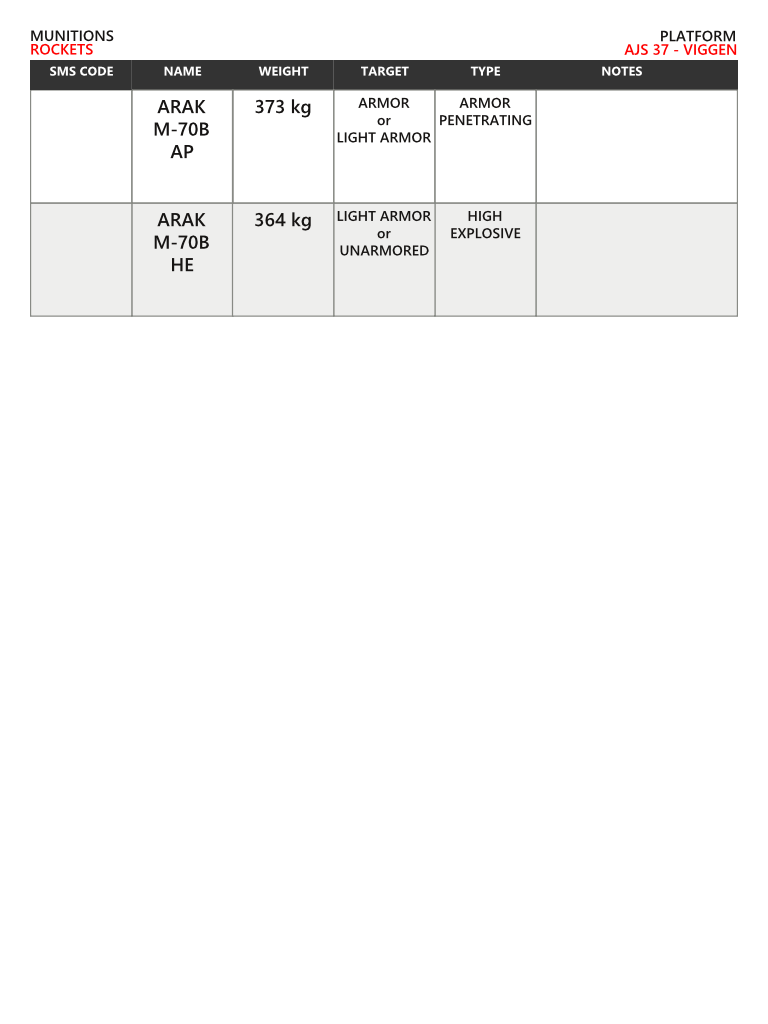 MUNITIONS
ROCKETS
PLATFORM
AJS 37 - VIGGEN
SMS CODE NAME WEIGHT TARGET TYPE NOTES
ARAK
M-70B
AP
373 kg
ARMOR
or
LIGHT ARMOR
ARMOR
PENETRATING
ARAK
M-70B
HE
364 kg
LIGHT ARMOR
or
UNARMORED
HIGH
EXPLOSIVE